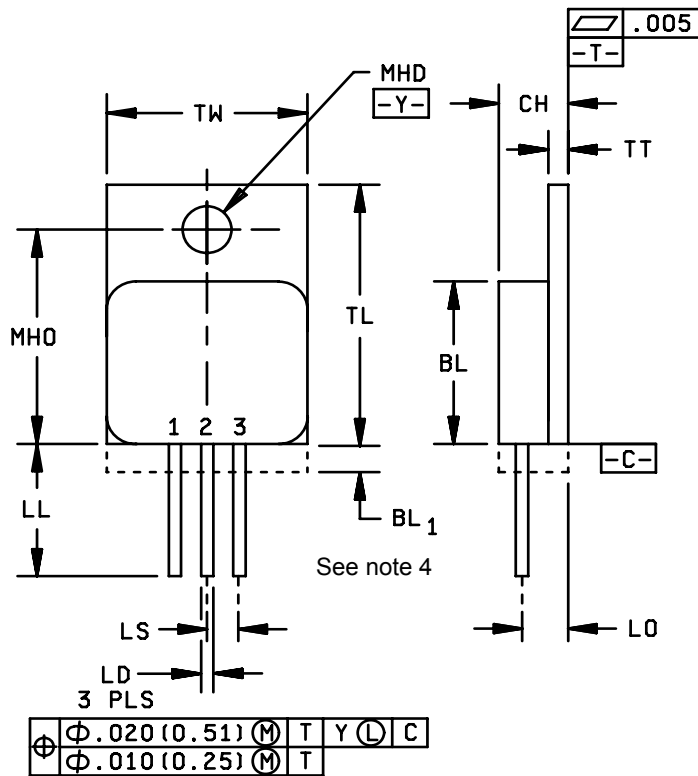 .005
-T-
MHD
-Y-
CH
TW
TT
MHO
TL
BL
1 2 3
-C-
LL
BL1
See note 4
LS
LO
LD
3 PLS
⌖ Φ.020(0.51) Ⓜ T Y Ⓛ C
Φ.010(0.25) Ⓜ T